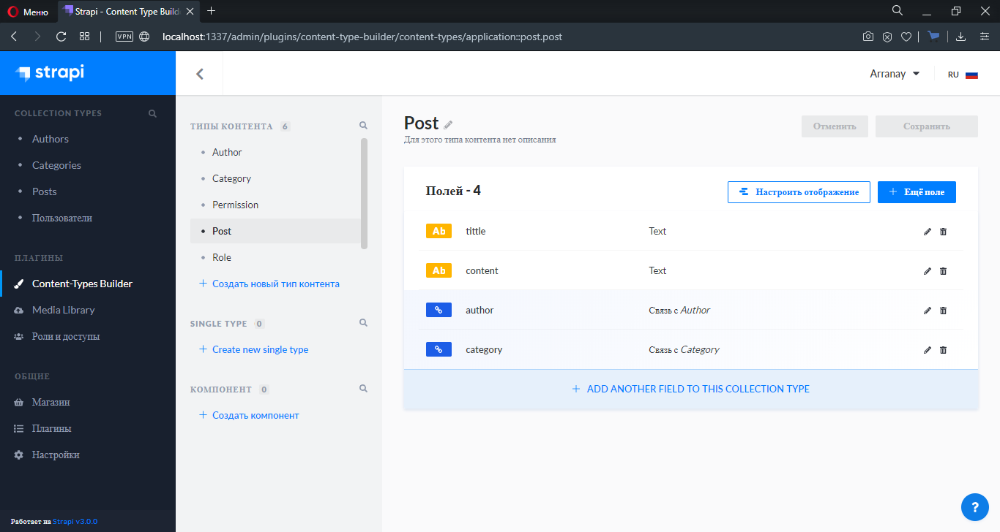 Меню
Strapi - Content Type Build
VPN
localhost:1337/admin/plugins/content-type-builder/content-types/application::post.post
strapi
Arranay
RU
COLLECTION TYPES
Authors
Categories
Posts
Пользователи
ПЛАГИНЫ
Content-Types Builder
Media Library
Роли и доступы
ОБЩИЕ
Магазин
Плагины
Настройки
Работает на Strapi v3.0.0
ТИПЫ КОНТЕНТА 6
Author
Category
Permission
Post
Role
Создать новый тип контента
SINGLE TYPE 0
Create new single type
КОМПОНЕНТ 0
Создать компонент
Post
Для этого типа контента нет описания
Отменить
Сохранить
Полей - 4
Настроить отображение
Ещё поле
Ab tittle Text
Ab content Text
author Связь с Author
category Связь с Category
ADD ANOTHER FIELD TO THIS COLLECTION TYPE
?